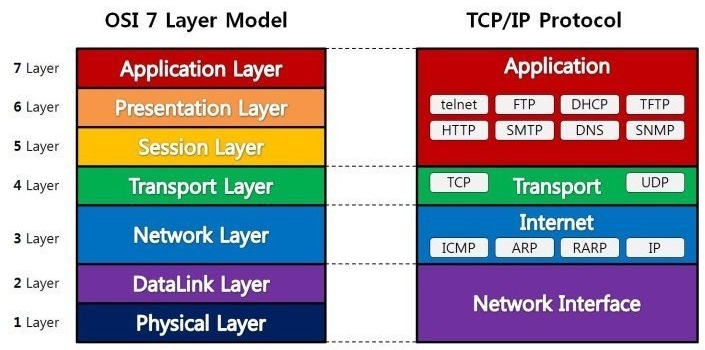 OSI 7 Layer Model
TCP/IP Protocol
7 Layer
Application Layer
6 Layer
Presentation Layer
5 Layer
Session Layer
4 Layer
Transport Layer
3 Layer
Network Layer
2 Layer
DataLink Layer
1 Layer
Physical Layer
Application
telnet FTP DHCP TFTP
HTTP SMTP DNS SNMP
TCP Transport UDP
Internet
ICMP ARP RARP IP
Network Interface